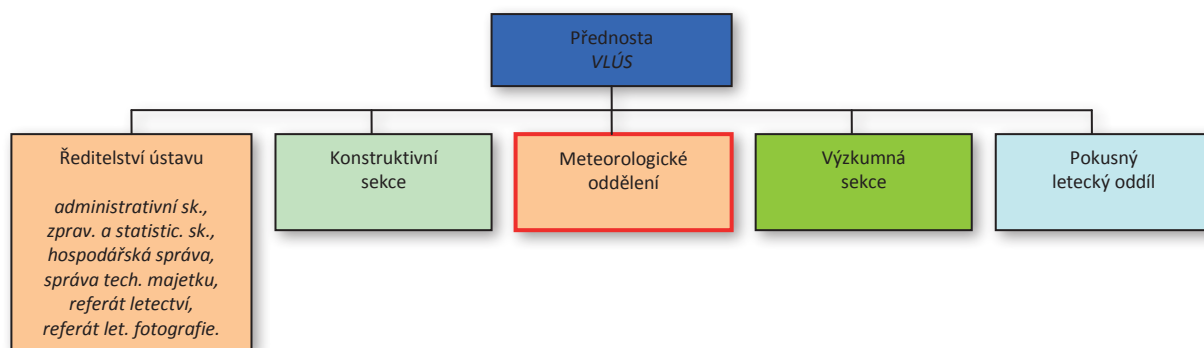 Přednosta
VLÚS
Ředitelství ústavu
administrativní sk.,
zprav. a statistic. sk.,
hospodářská správa,
správa tech. majetku,
referát letectví,
referát let. fotografie.
Konstruktivní
sekce
Meteorologické
oddělení
Výzkumná
sekce
Pokusný
letecký oddíl